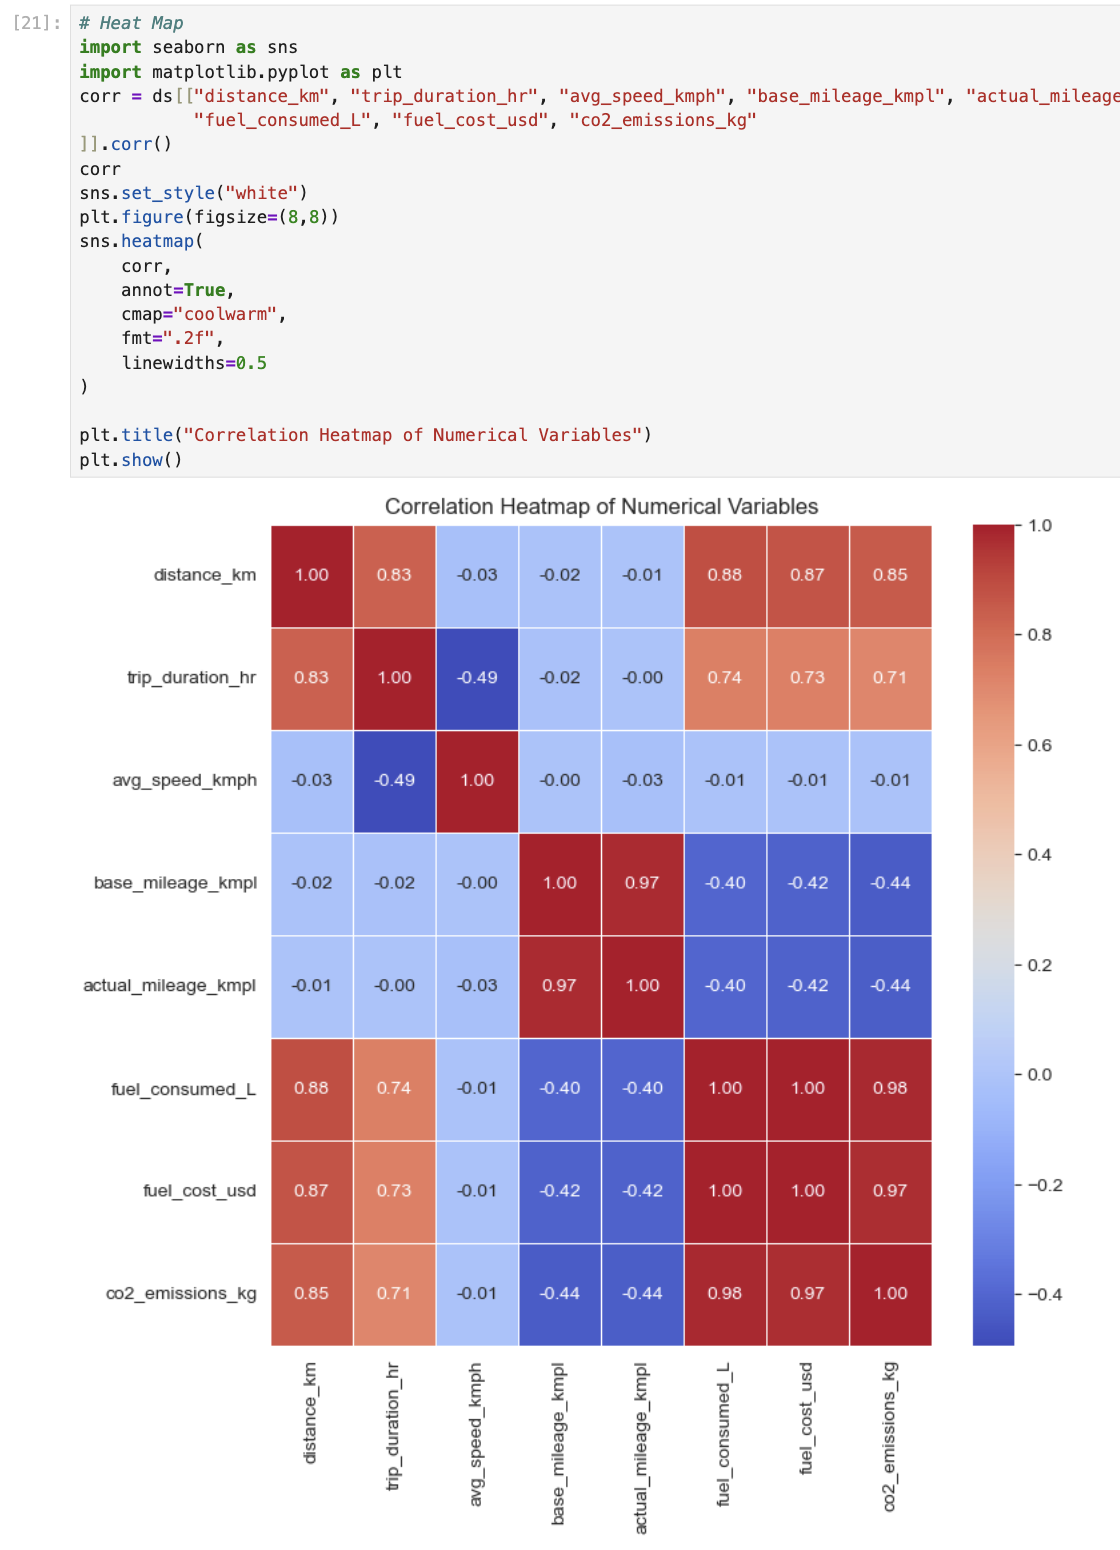 [21]: # Heat Map
import seaborn as sns
import matplotlib.pyplot as plt
corr = ds[["distance_km", "trip_duration_hr", "avg_speed_kmph", "base_mileage_kmpl", "actual_mileage
"fuel_consumed_L", "fuel_cost_usd", "co2_emissions_kg"
]].corr()
corr
sns.set_style("white")
plt.figure(figsize=(8,8))
sns.heatmap(
corr,
annot=True,
cmap="coolwarm",
fmt=".2f",
linewidths=0.5
)
plt.title("Correlation Heatmap of Numerical Variables")
plt.show()
Correlation Heatmap of Numerical Variables
distance_km 1.00 0.83 -0.03 -0.02 -0.01 0.88 0.87 0.85
trip_duration_hr 0.83 1.00 -0.49 -0.02 -0.00 0.74 0.73 0.71
avg_speed_kmph -0.03 -0.49 1.00 -0.00 -0.03 -0.01 -0.01 -0.01
base_mileage_kmpl -0.02 -0.02 -0.00 1.00 0.97 -0.40 -0.42 -0.44
actual_mileage_kmpl -0.01 -0.00 -0.03 0.97 1.00 -0.40 -0.42 -0.44
fuel_consumed_L 0.88 0.74 -0.01 -0.40 -0.40 1.00 1.00 0.98
fuel_cost_usd 0.87 0.73 -0.01 -0.42 -0.42 1.00 1.00 0.97
co2_emissions_kg 0.85 0.71 -0.01 -0.44 -0.44 0.98 0.97 1.00
distance_km
trip_duration_hr
avg_speed_kmph
base_mileage_kmpl
actual_mileage_kmpl
fuel_consumed_L
fuel_cost_usd
co2_emissions_kg
1.0
0.8
0.6
0.4
0.2
0.0
−0.2
−0.4